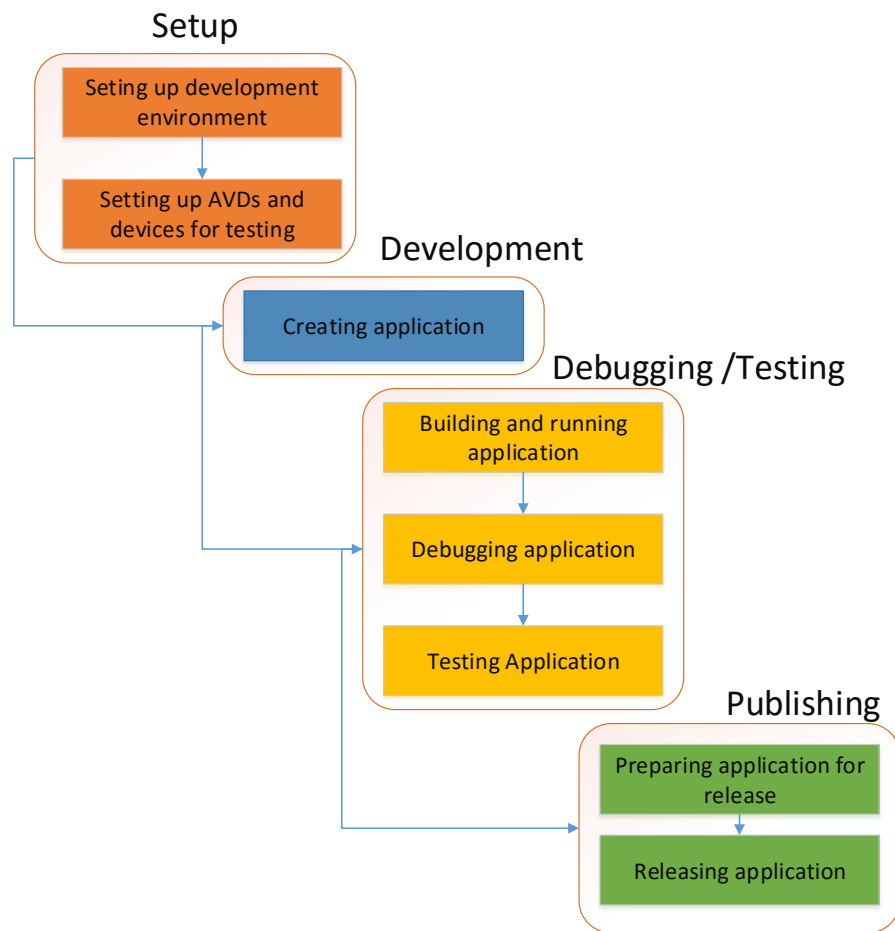 Setup
Seting up development
environment
Setting up AVDs and
devices for testing
Development
Creating application
Debugging /Testing
Building and running
application
Debugging application
Testing Application
Publishing
Preparing application for
release
Releasing application